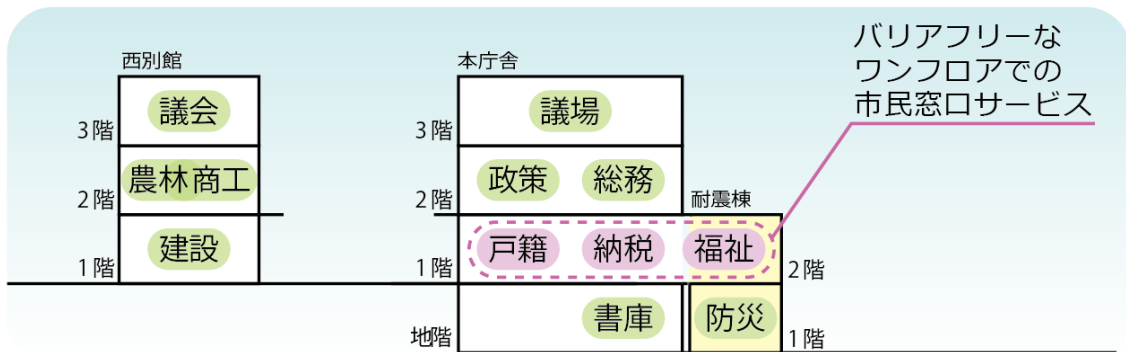 バリアフリーな
ワンフロアでの
市民窓口サービス
西別館
議会
3階
農林 商工
2階
建設
1階
本庁舎
議場
3階
政策 総務
2階
耐震棟
戸籍 納税 福祉
1階
2階
書庫 防災
地階
1階